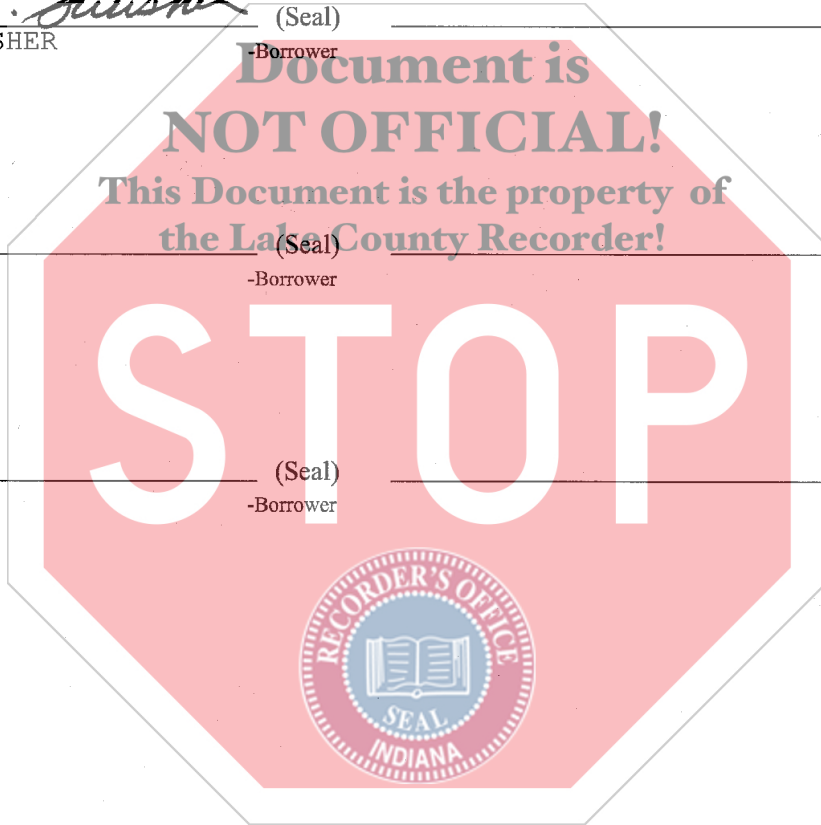 (Seal)
SHER
-Borrower
Document is
NOT OFFICIAL!
This Document is the property of
the Lake County Recorder!
(Seal)
-Borrower
STOP
(Seal)
-Borrower
RECORDER'S OFFICE
SEAL
INDIANA